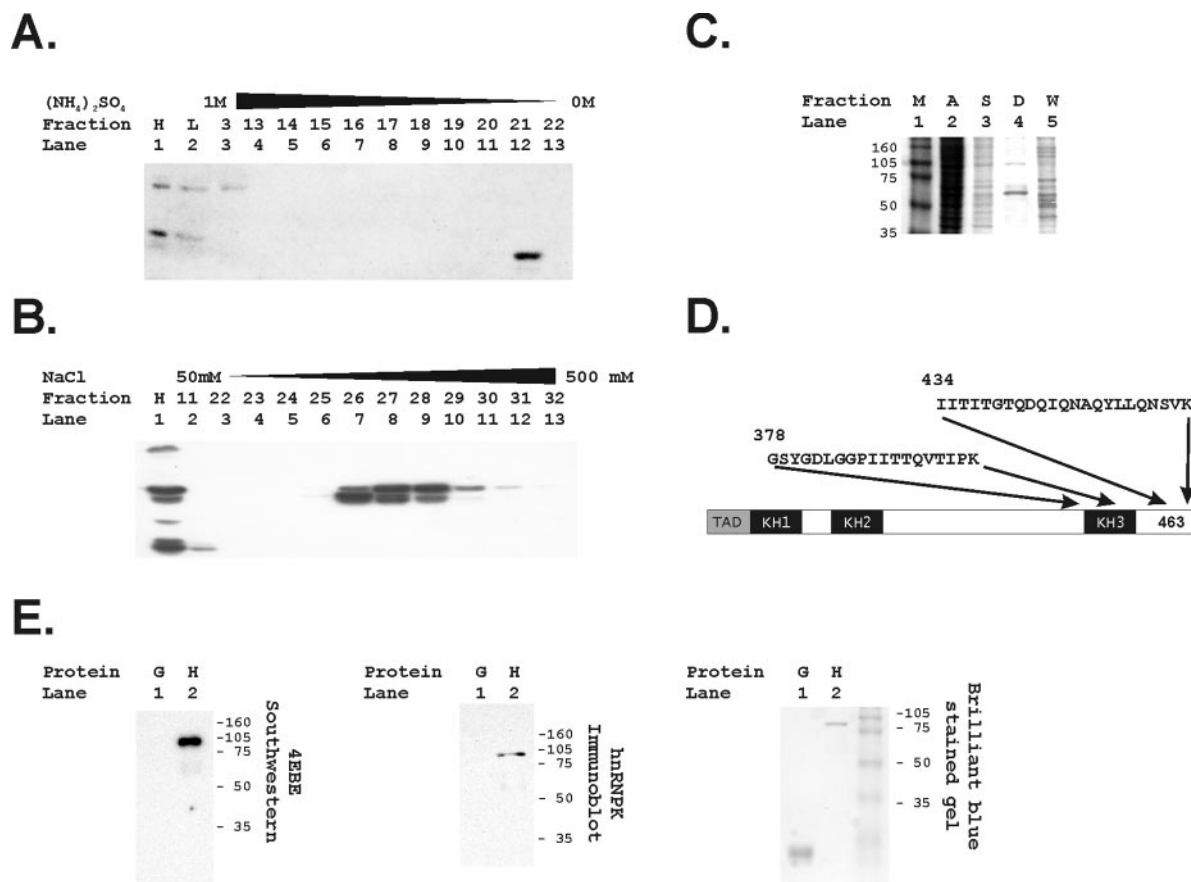 A.
(NH₄)₂SO₄ 1M 0M
Fraction H L 3 13 14 15 16 17 18 19 20 21 22
Lane 1 2 3 4 5 6 7 8 9 10 11 12 13
B.
NaCl 50mM 500 mM
Fraction H 11 22 23 24 25 26 27 28 29 30 31 32
Lane 1 2 3 4 5 6 7 8 9 10 11 12 13
C.
Fraction M A S D W
Lane 1 2 3 4 5
160
105
75
50
35
D.
434
IITITGTQDQIQNAQYLLQNSVK
378
GSYGDLGGPIITTQVTIPK
TAD KH1 KH2 KH3 463
E.
Protein G H
Lane 1 2
-160
-105
- 75
- 50
- 35
4EBE
Southwestern
Protein G H
Lane 1 2
-160
-105
- 75
- 50
- 35
hnRNPK
Immunoblot
Protein G H
Lane 1 2
-105
- 75
- 50
- 35
Brilliant blue
stained gel